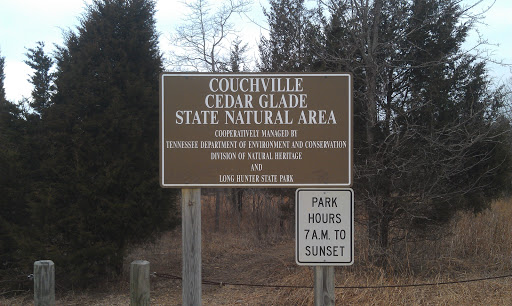 COUCHVILLE
CEDAR GLADE
STATE NATURAL AREA
COOPERATIVELY MANAGED BY
TENNESSEE DEPARTMENT OF ENVIRONMENT AND CONSERVATION
DIVISION OF NATURAL HERITAGE
AND
LONG HUNTER STATE PARK
PARK
HOURS
7 A.M. TO
SUNSET